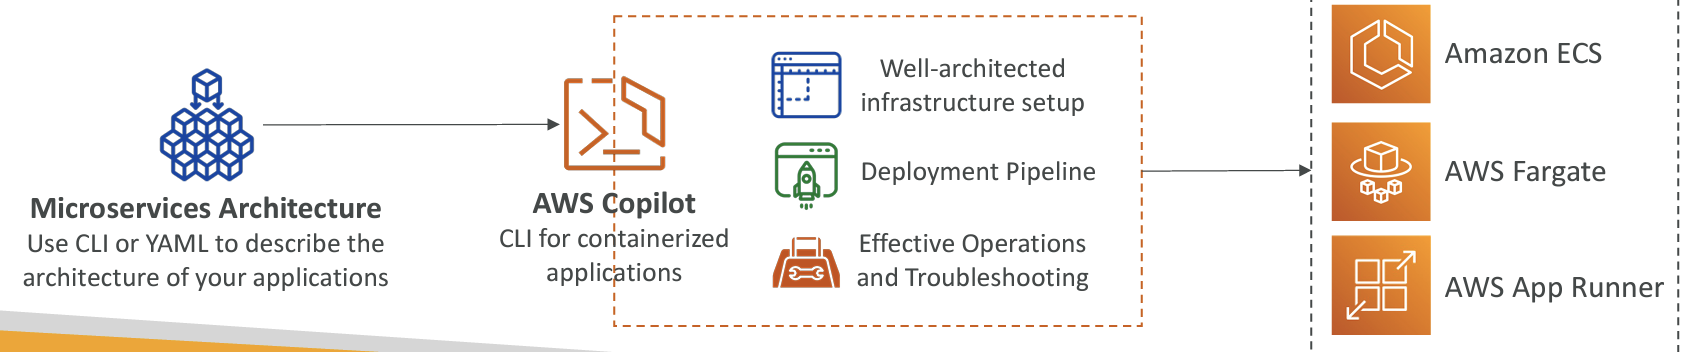 Microservices Architecture
Use CLI or YAML to describe the
architecture of your applications
AWS Copilot
CLI for containerized
applications
Well-architected
infrastructure setup
Deployment Pipeline
Effective Operations
and Troubleshooting
Amazon ECS
AWS Fargate
AWS App Runner